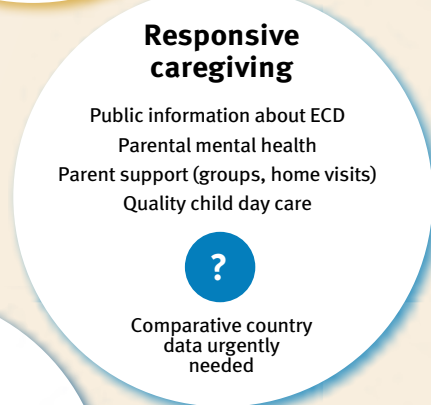 Responsive
caregiving
Public information about ECD
Parental mental health
Parent support (groups, home visits)
Quality child day care
?
Comparative country
data urgently
needed